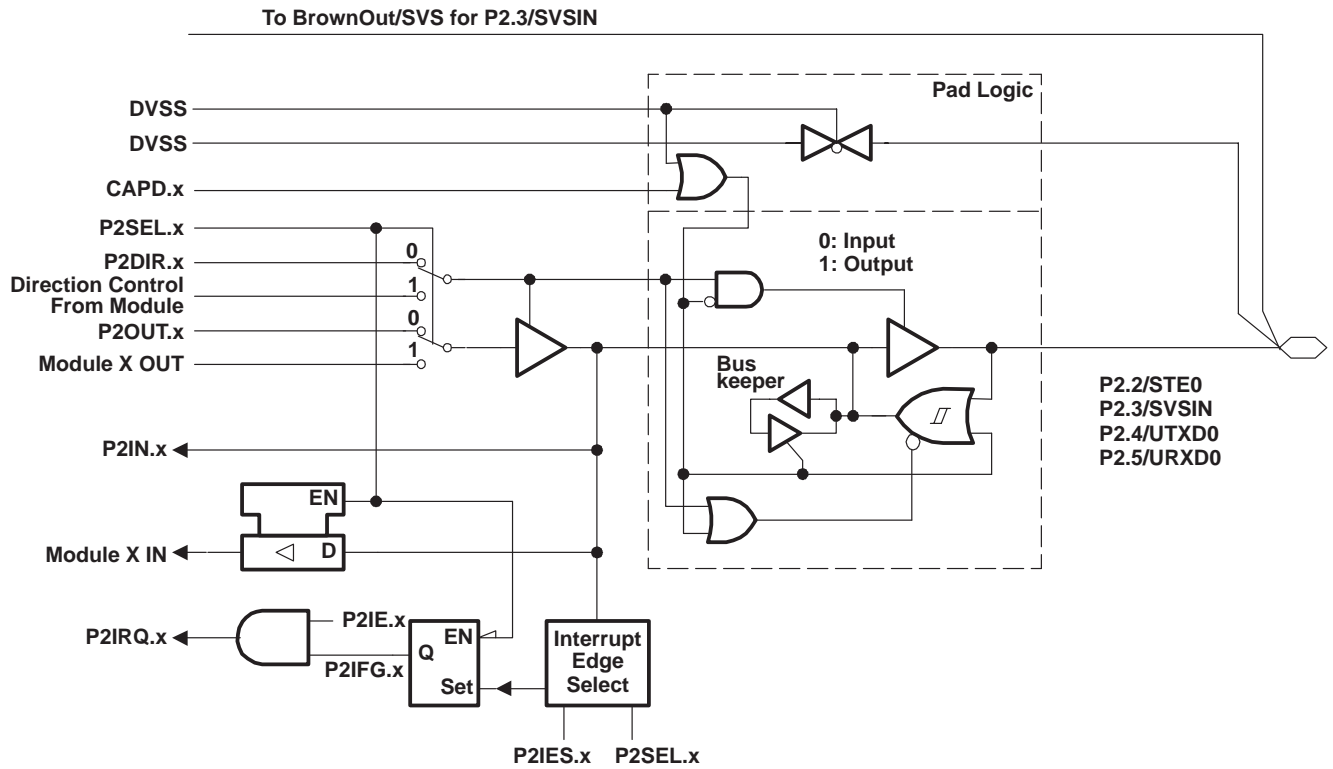 To BrownOut/SVS for P2.3/SVSIN
Pad Logic
DVSS
DVSS
CAPD.x
P2SEL.x
0
P2DIR.x
Direction Control
From Module
1
0
P2OUT.x
1
Module X OUT
0: Input
1: Output
Bus
keeper
P2.2/STE0
P2.3/SVSIN
P2.4/UTXD0
P2.5/URXD0
P2IN.x
EN
D
Module X IN
P2IE.x
P2IRQ.x
P2IFG.x
EN
Q
Set
Interrupt
Edge
Select
P2IES.x
P2SEL.x